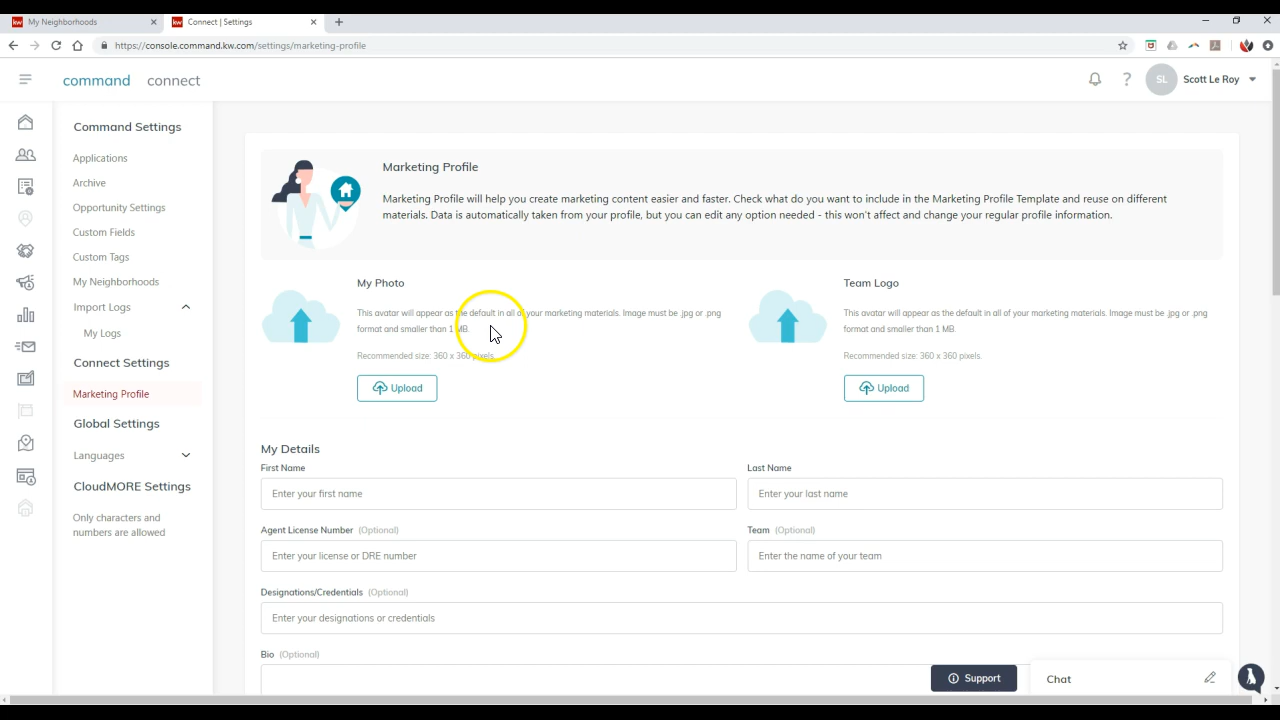 kw My Neighborhoods
kw Connect | Settings
https://console.command.kw.com/settings/marketing-profile
command connect
? SL Scott Le Roy
Command Settings
Applications
Archive
Opportunity Settings
Custom Fields
Custom Tags
My Neighborhoods
Import Logs
My Logs
Connect Settings
Marketing Profile
Global Settings
Languages
CloudMORE Settings
Only characters and
numbers are allowed
Marketing Profile
Marketing Profile will help you create marketing content easier and faster. Check what do you want to include in the Marketing Profile Template and reuse on different
materials. Data is automatically taken from your profile, but you can edit any option needed - this won't affect and change your regular profile information.
My Photo
This avatar will appear as the default in all of your marketing materials. Image must be .jpg or .png
format and smaller than 1 MB.
Recommended size: 360 x 360 pixels.
Upload
Team Logo
This avatar will appear as the default in all of your marketing materials. Image must be .jpg or .png
format and smaller than 1 MB.
Recommended size: 360 x 360 pixels.
Upload
My Details
First Name
Enter your first name
Last Name
Enter your last name
Agent License Number (Optional)
Enter your license or DRE number
Team (Optional)
Enter the name of your team
Designations/Credentials (Optional)
Enter your designations or credentials
Bio (Optional)
Support
Chat